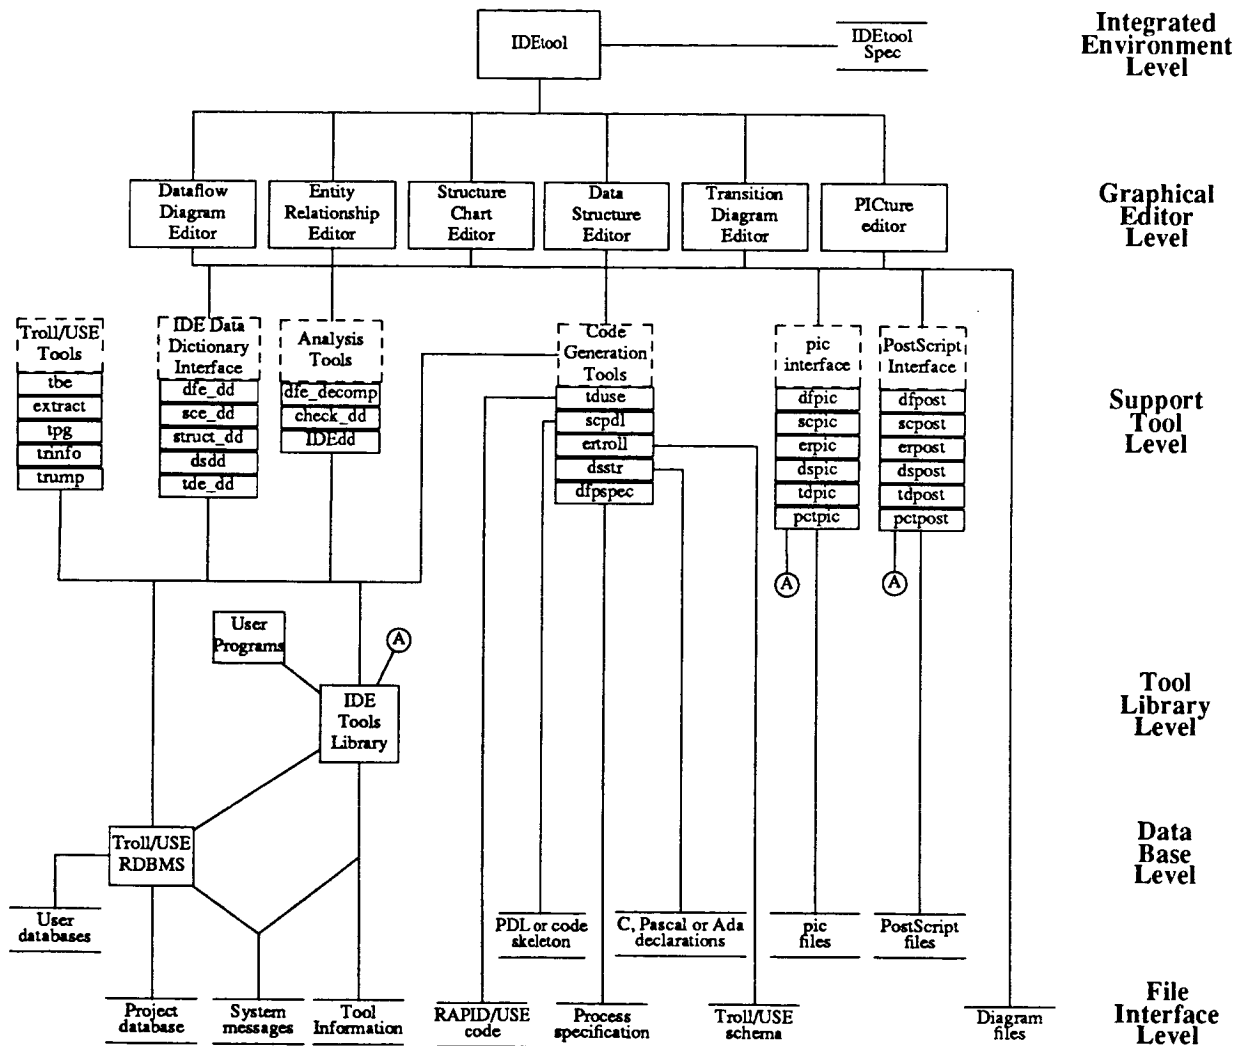 IDEtool
IDEtool
Spec
Integrated
Environment
Level
Dataflow
Diagram
Editor
Entity
Relationship
Editor
Structure
Chart
Editor
Data
Structure
Editor
Transition
Diagram
Editor
PICture
editor
Graphical
Editor
Level
Troll/USE
Tools
tbe
extract
tpg
trinfo
trump
IDE Data
Dictionary
Interface
dfe_dd
sce_dd
struct_dd
dsdd
tde_dd
Analysis
Tools
dfe_decomp
check_dd
IDEdd
Code
Generation
Tools
tduse
scpdl
ertroll
dsstr
dfpspec
pic
interface
dfpic
scpic
erpic
dspic
tdpic
pctpic
PostScript
Interface
dfpost
scpost
erpost
dspost
tdpost
pctpost
Support
Tool
Level
A
A
User
Programs
A
IDE
Tools
Library
Tool
Library
Level
Troll/USE
RDBMS
Data
Base
Level
User
databases
PDL or code
skeleton
C, Pascal or Ada
declarations
pic
files
PostScript
files
Project
database
System
messages
Tool
Information
RAPID/USE
code
Process
specification
Troll/USE
schema
Diagram
files
File
Interface
Level